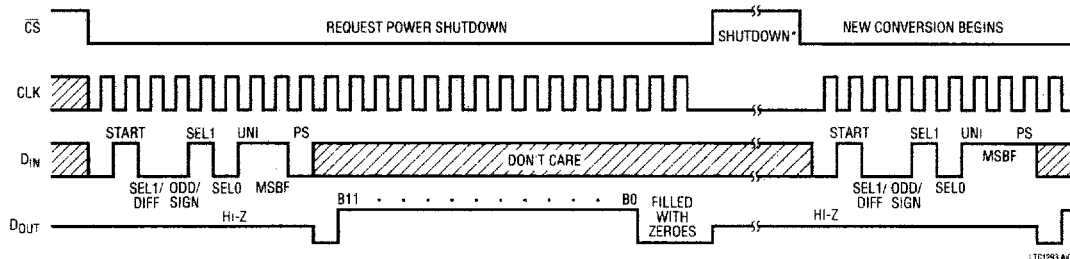 CS
REQUEST POWER SHUTDOWN
SHUTDOWN*
NEW CONVERSION BEGINS
CLK
START
SEL1
UNI
PS
START
SEL1
UNI
PS
DIN
DON'T CARE
MSBF
SEL1/
DIFF
ODD/
SIGN
SEL0
MSBF
SEL1/
DIFF
ODD/
SIGN
SEL0
DOUT
Hi-Z
B11
B0
FILLED
WITH
ZEROES
Hi-Z